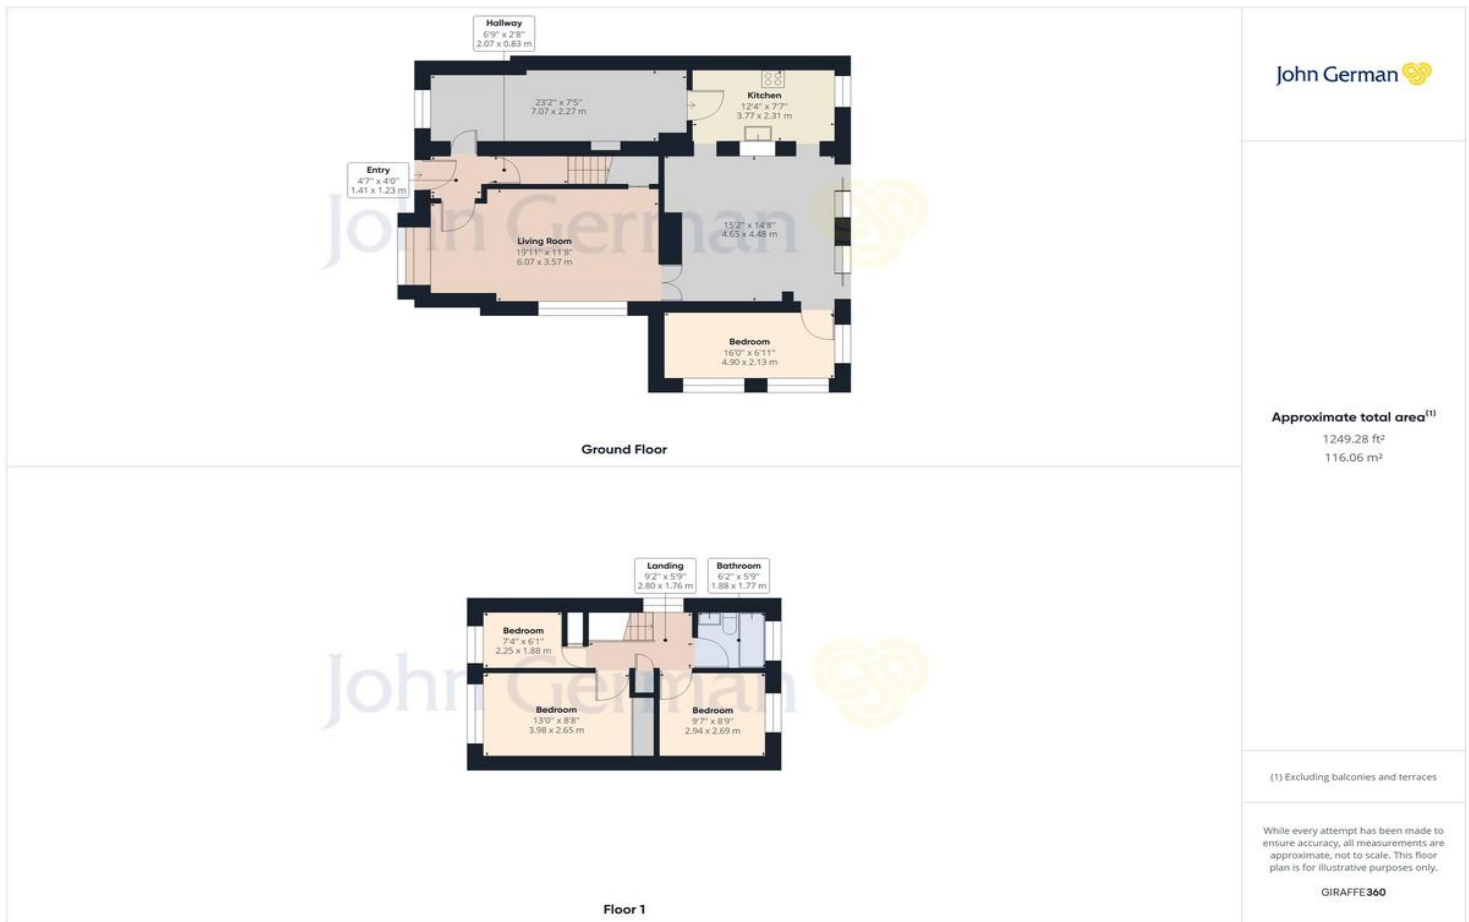 Hallway
6'9" x 2'8"
2.07 x 0.83 m
23'2" x 7'5"
7.07 x 2.27 m
Kitchen
12'4" x 7'7"
3.77 x 2.31 m
Entry
4'7" x 4'0"
1.41 x 1.23 m
Living Room
19'11" x 11'8"
6.07 x 3.57 m
15'2" x 14'8"
4.65 x 4.48 m
Bedroom
16'0" x 6'11"
4.90 x 2.13 m
John German
Ground Floor
Landing
9'2" x 5'9"
2.80 x 1.76 m
Bathroom
6'2" x 5'9"
1.88 x 1.77 m
Bedroom
7'4" x 6'1"
2.25 x 1.88 m
Bedroom
13'0" x 8'8"
3.98 x 2.65 m
Bedroom
9'7" x 8'9"
2.94 x 2.69 m
John German
Floor 1
John German
Approximate total area(1)
1249.28 ft²
116.06 m²
(1) Excluding balconies and terraces
While every attempt has been made to
ensure accuracy, all measurements are
approximate, not to scale. This floor
plan is for illustrative purposes only.
GIRAFFE360